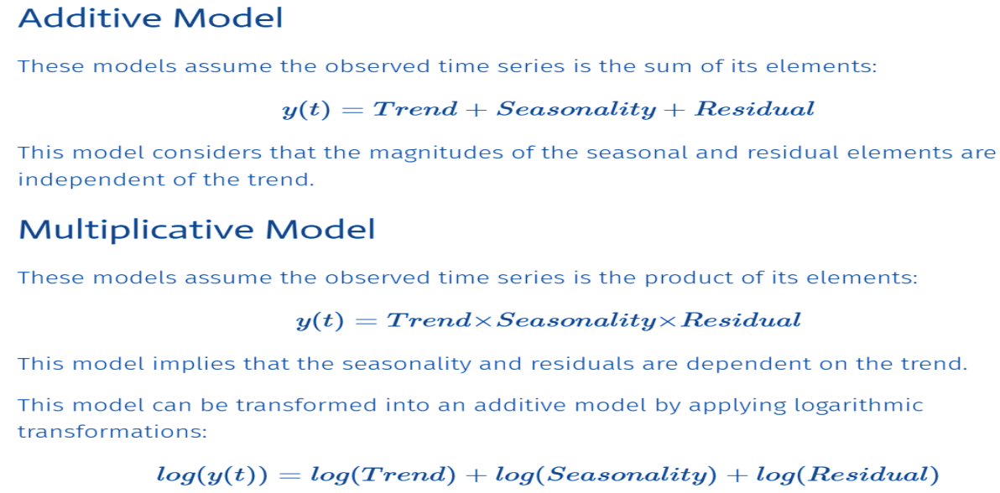 Additive Model
These models assume the observed time series is the sum of its elements:
y(t) = Trend + Seasonality + Residual
This model considers that the magnitudes of the seasonal and residual elements are
independent of the trend.
Multiplicative Model
These models assume the observed time series is the product of its elements:
y(t) = Trend×Seasonality×Residual
This model implies that the seasonality and residuals are dependent on the trend.
This model can be transformed into an additive model by applying logarithmic
transformations:
log(y(t)) = log(Trend) + log(Seasonality) + log(Residual)